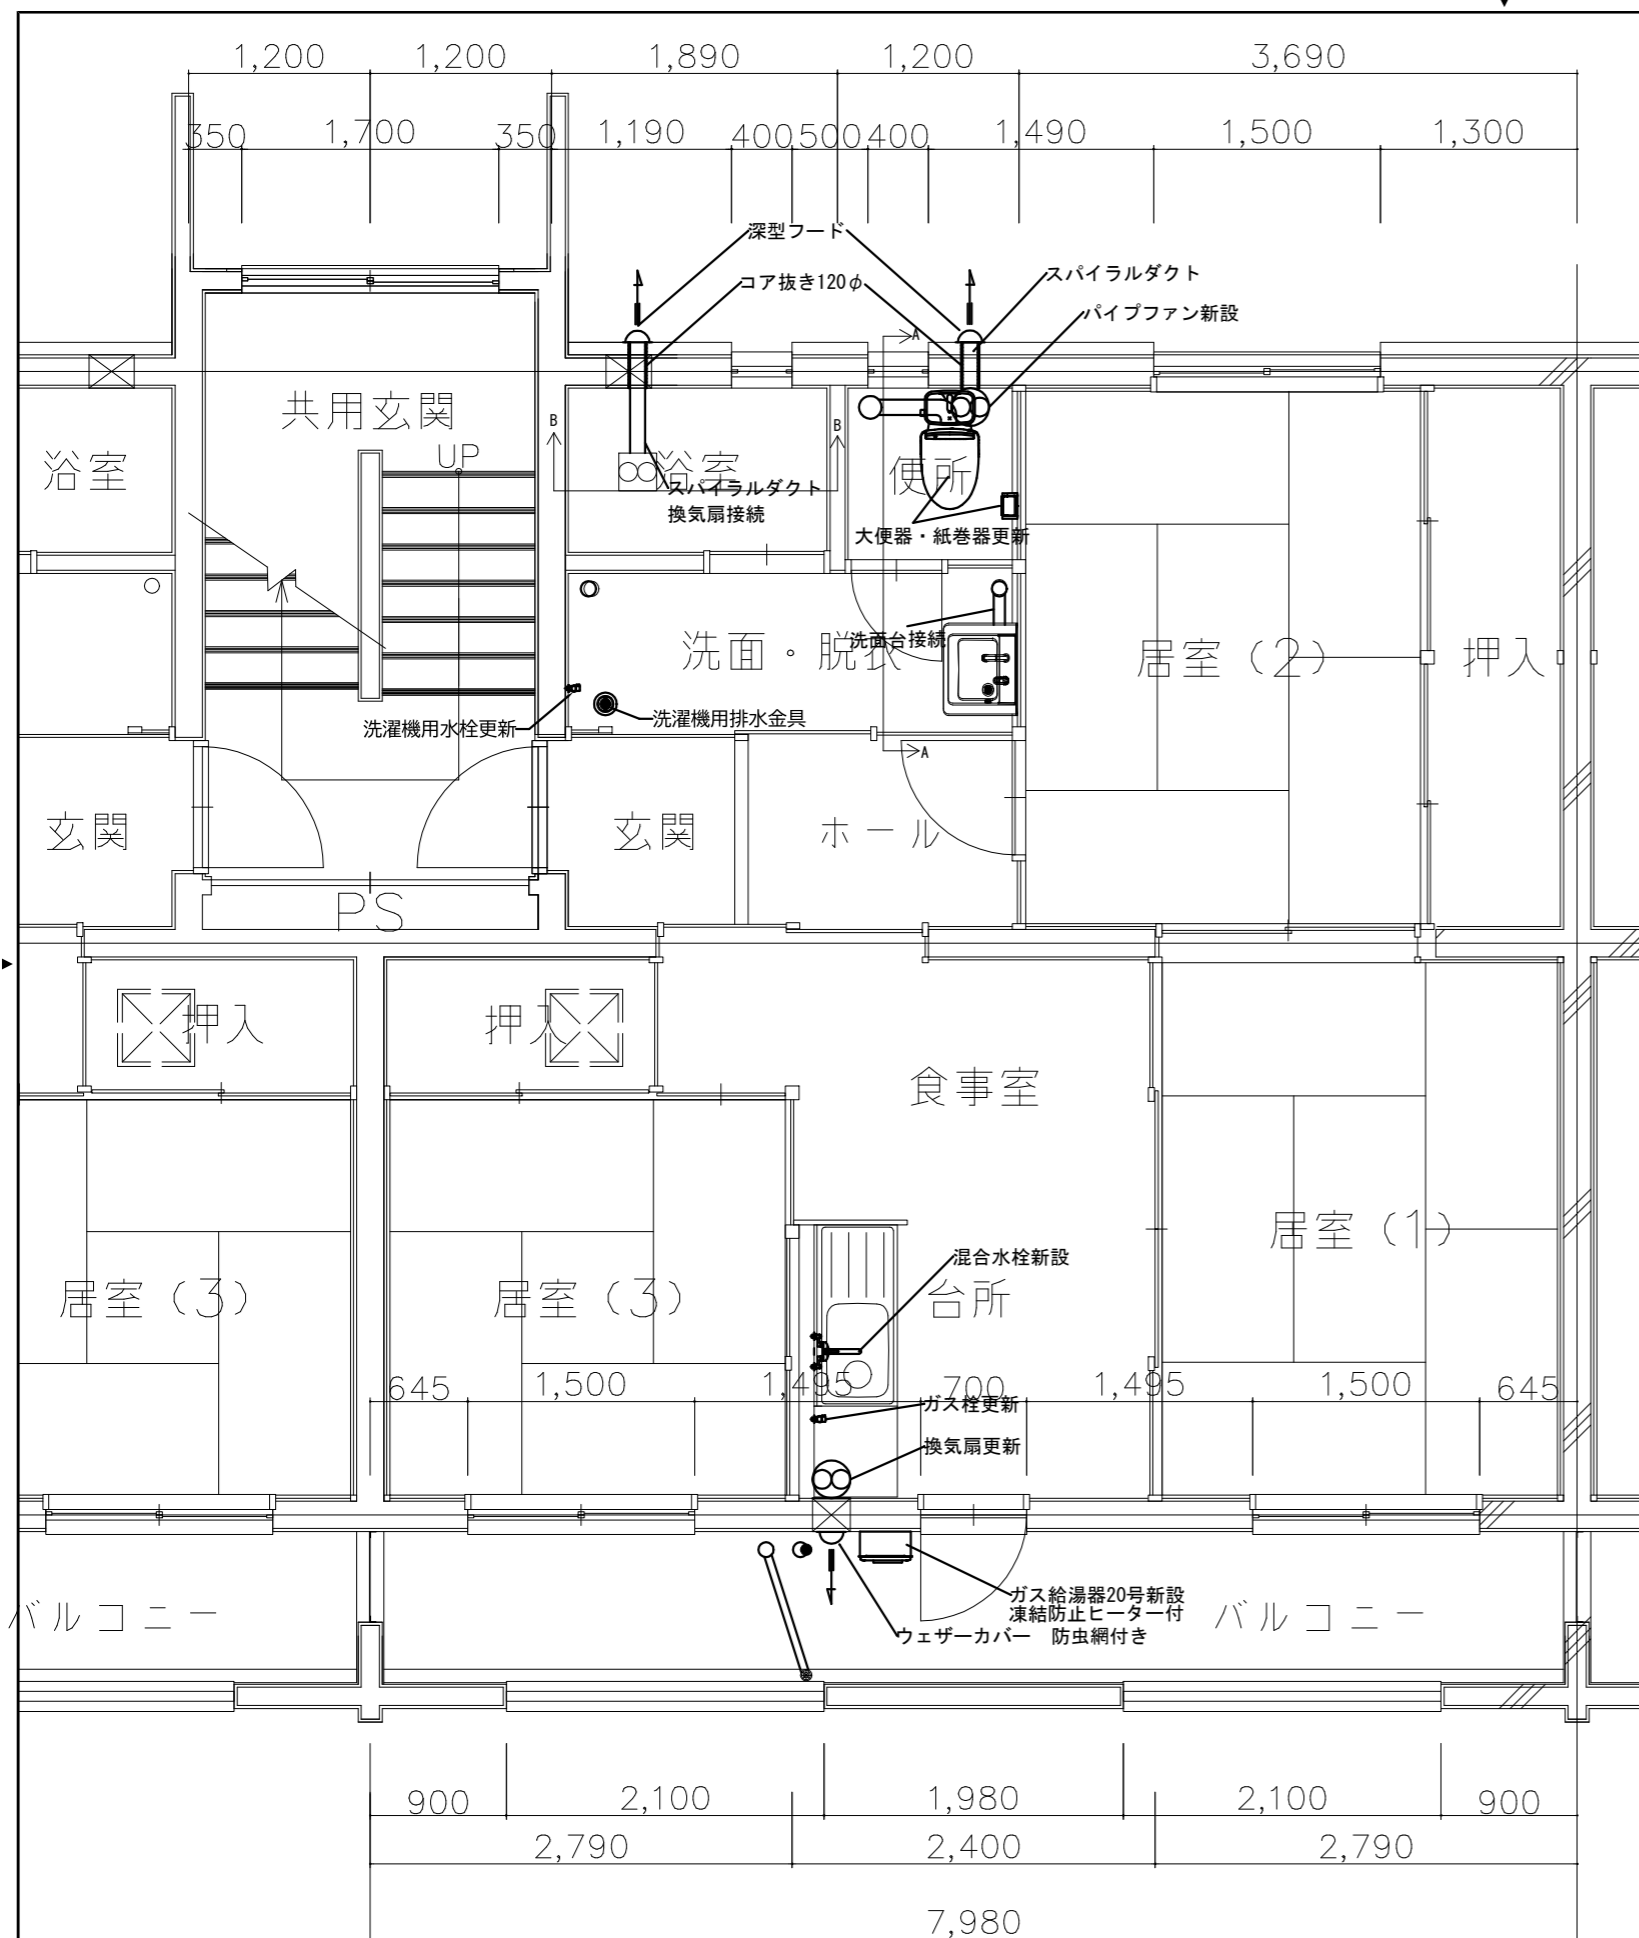 1,200 1,200 1,890 1,200 3,690
350 1,700 350 1,190 400 500 400 1,490 1,500 1,300
深型フード
コア抜き120φ
スパイラルダクト
パイプファン新設
A
共用玄関
UP
B
B
浴室
浴室
便所
スパイラルダクト
換気扇接続
大便器・紙巻器更新
洗面・脱衣
洗面台接続
居室(2)
押入
洗濯機用水栓更新
洗濯機用排水金具
A
玄関
玄関
ホール
PS
押入
押入
食事室
居室(3)
居室(3)
混合水栓新設
台所
居室(1)
645 1,500 1,495 700 1,495 1,500 645
ガス栓更新
換気扇更新
バルコニー
ガス給湯器20号新設
凍結防止ヒーター付
ウェザーカバー 防虫網付き
バルコニー
900 2,100 1,980 2,100 900
2,790 2,400 2,790
7,980